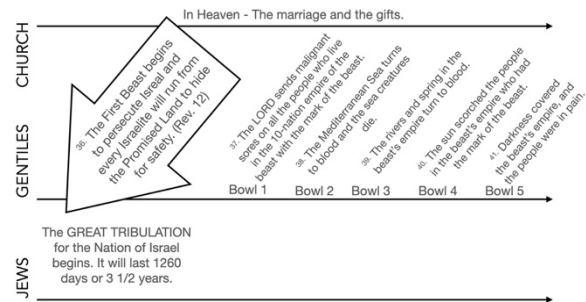 In Heaven - The marriage and the gifts.
CHURCH
GENTILES
JEWS
36. The First Beast begins
to persecute Isreal and
every Israelite will run from
the Promised Land to hide
for safety. (Rev. 12)
37. The LORD sends malignant
sores on all the people who live
in the 10-nation empire of the
beast with the mark of the beast.
38. The Mediterranean Sea turns
to blood and the sea creatures
die.
39. The rivers and spring in the
beast's empire turn to blood.
40. The sun scorched the people
in the beast's empire who had
the mark of the beast.
41. Darkness covered
the beast's empire, and
the people were in pain.
Bowl 1 Bowl 2 Bowl 3 Bowl 4 Bowl 5
The GREAT TRIBULATION
for the Nation of Israel
begins. It will last 1260
days or 3 1/2 years.